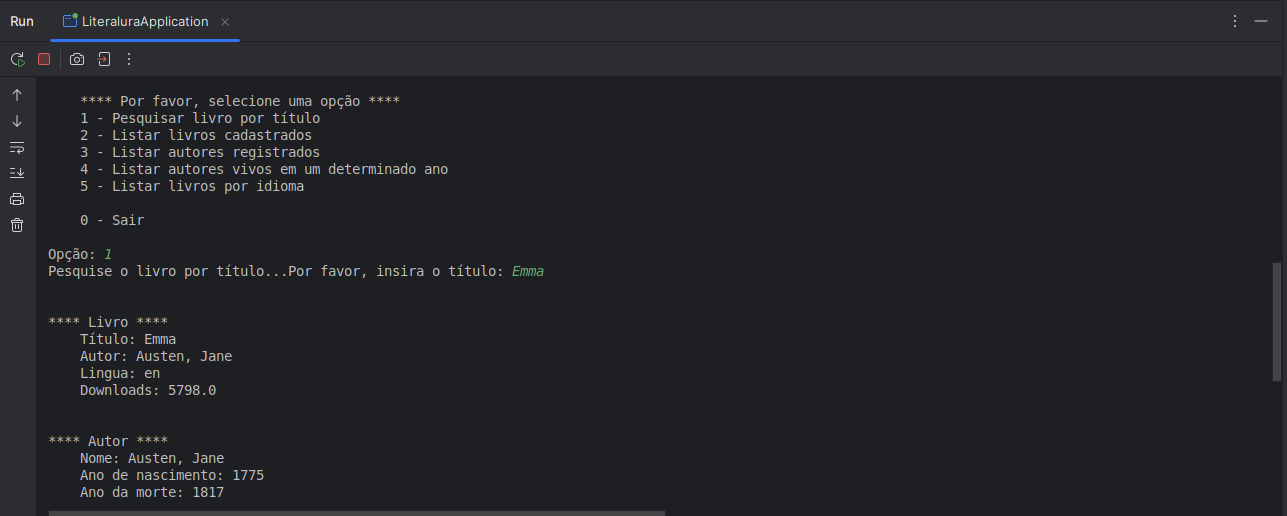 Run LiteraluraApplication
**** Por favor, selecione uma opção ****
1 - Pesquisar livro por título
2 - Listar livros cadastrados
3 - Listar autores registrados
4 - Listar autores vivos em um determinado ano
5 - Listar livros por idioma
0 - Sair
Opção: 1
Pesquise o livro por título...Por favor, insira o título: Emma
**** Livro ****
Título: Emma
Autor: Austen, Jane
Lingua: en
Downloads: 5798.0
**** Autor ****
Nome: Austen, Jane
Ano de nascimento: 1775
Ano da morte: 1817